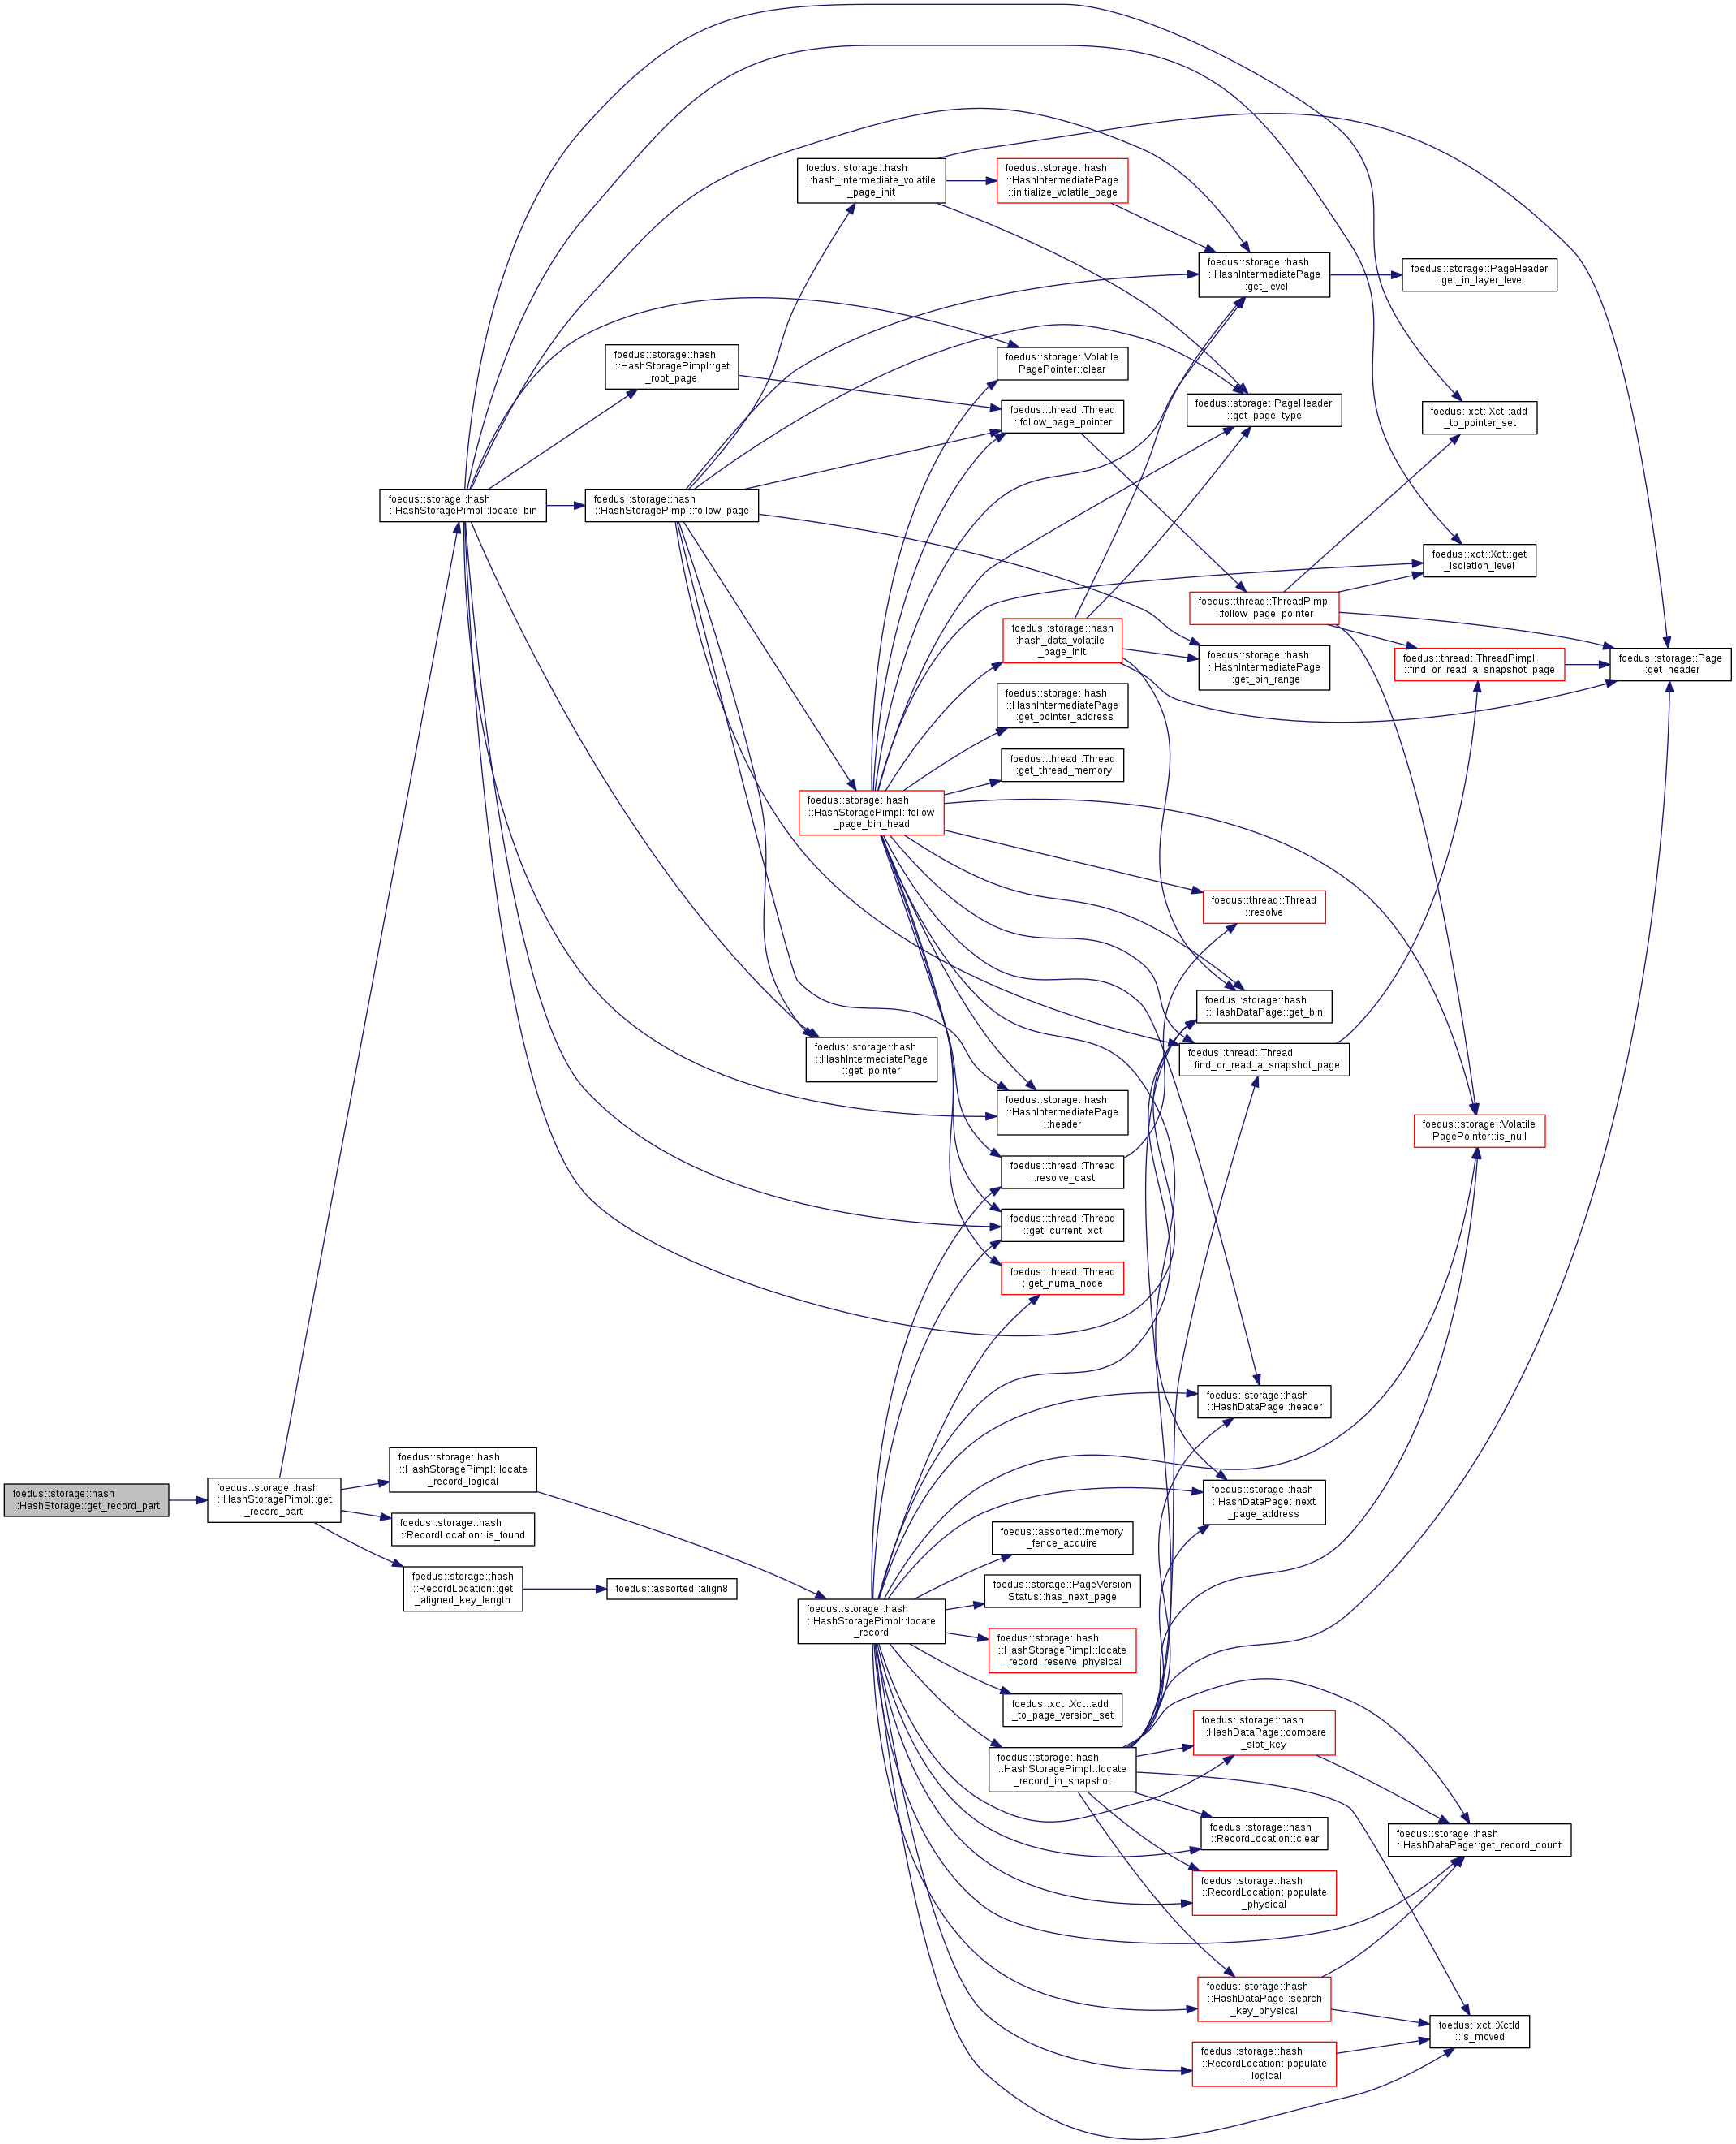 foedus::storage::hash
::HashStorage::get_record_part
foedus::storage::hash
::HashStoragePimpl::get
_record_part
foedus::storage::hash
::HashStoragePimpl::locate_bin
foedus::storage::hash
::HashStoragePimpl::locate
_record_logical
foedus::storage::hash
::RecordLocation::is_found
foedus::storage::hash
::RecordLocation::get
_aligned_key_length
foedus::storage::hash
::HashStoragePimpl::get
_root_page
foedus::storage::hash
::HashStoragePimpl::follow_page
foedus::assorted::align8
foedus::storage::hash
::hash_intermediate_volatile
_page_init
foedus::storage::hash
::HashStoragePimpl::follow
_page_bin_head
foedus::storage::hash
::HashIntermediatePage
::get_pointer
foedus::storage::hash
::HashStoragePimpl::locate
_record
foedus::storage::hash
::HashIntermediatePage
::initialize_volatile_page
foedus::storage::Volatile
PagePointer::clear
foedus::thread::Thread
::follow_page_pointer
foedus::storage::hash
::hash_data_volatile
_page_init
foedus::storage::hash
::HashIntermediatePage
::get_pointer_address
foedus::thread::Thread
::get_thread_memory
foedus::storage::hash
::HashIntermediatePage
::header
foedus::thread::Thread
::resolve_cast
foedus::thread::Thread
::get_current_xct
foedus::thread::Thread
::get_numa_node
foedus::assorted::memory
_fence_acquire
foedus::storage::PageVersion
Status::has_next_page
foedus::storage::hash
::HashStoragePimpl::locate
_record_reserve_physical
foedus::xct::Xct::add
_to_page_version_set
foedus::storage::hash
::HashStoragePimpl::locate
_record_in_snapshot
foedus::storage::hash
::HashIntermediatePage
::get_level
foedus::storage::PageHeader
::get_page_type
foedus::thread::ThreadPimpl
::follow_page_pointer
foedus::storage::hash
::HashIntermediatePage
::get_bin_range
foedus::thread::Thread
::resolve
foedus::storage::hash
::HashDataPage::get_bin
foedus::thread::Thread
::find_or_read_a_snapshot_page
foedus::storage::hash
::HashDataPage::header
foedus::storage::hash
::HashDataPage::next
_page_address
foedus::storage::hash
::HashDataPage::compare
_slot_key
foedus::storage::hash
::RecordLocation::clear
foedus::storage::hash
::RecordLocation::populate
_physical
foedus::storage::hash
::HashDataPage::search
_key_physical
foedus::storage::hash
::RecordLocation::populate
_logical
foedus::storage::PageHeader
::get_in_layer_level
foedus::xct::Xct::add
_to_pointer_set
foedus::xct::Xct::get
_isolation_level
foedus::thread::ThreadPimpl
::find_or_read_a_snapshot_page
foedus::storage::Volatile
PagePointer::is_null
foedus::storage::hash
::HashDataPage::get_record_count
foedus::xct::XctId
::is_moved
foedus::storage::Page
::get_header